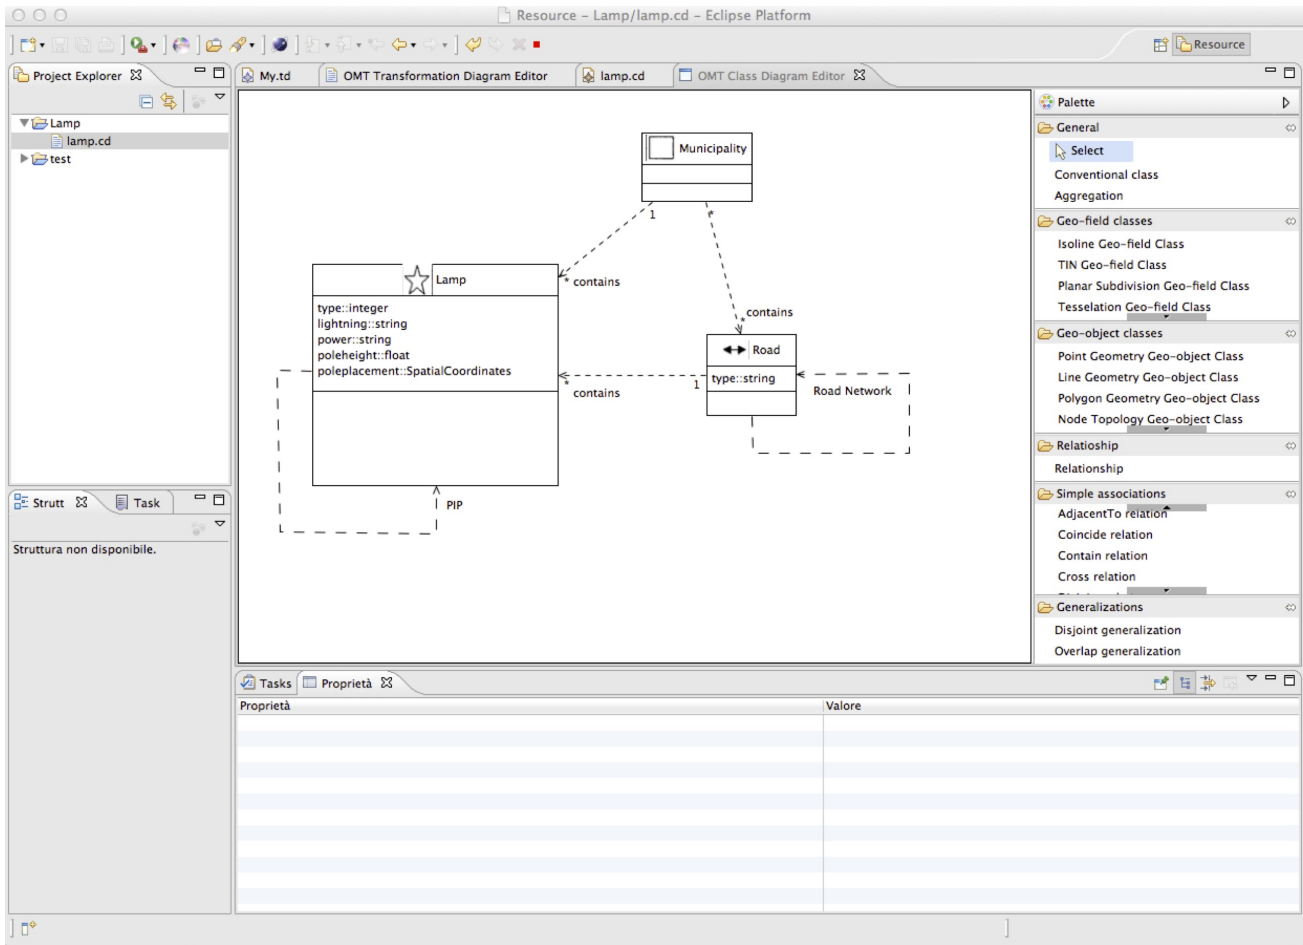 Resource – Lamp/lamp.cd – Eclipse Platform
Resource
Project Explorer
My.td
OMT Transformation Diagram Editor
lamp.cd
OMT Class Diagram Editor
Lamp
lamp.cd
test
Strutt
Task
Struttura non disponibile.
Municipality
1
*
* contains
Lamp
type::integer
lightning::string
power::string
poleheight::float
poleplacement::SpatialCoordinates
* contains
Road
type::string
1
* contains
Road Network
PIP
Palette
General
Select
Conventional class
Aggregation
Geo-field classes
Isoline Geo-field Class
TIN Geo-field Class
Planar Subdivision Geo-field Class
Tesselation Geo-field Class
Geo-object classes
Point Geometry Geo-object Class
Line Geometry Geo-object Class
Polygon Geometry Geo-object Class
Node Topology Geo-object Class
Relatioship
Relationship
Simple associations
AdjacentTo relation
Coincide relation
Contain relation
Cross relation
Generalizations
Disjoint generalization
Overlap generalization
Tasks
Proprietà
Proprietà
Valore